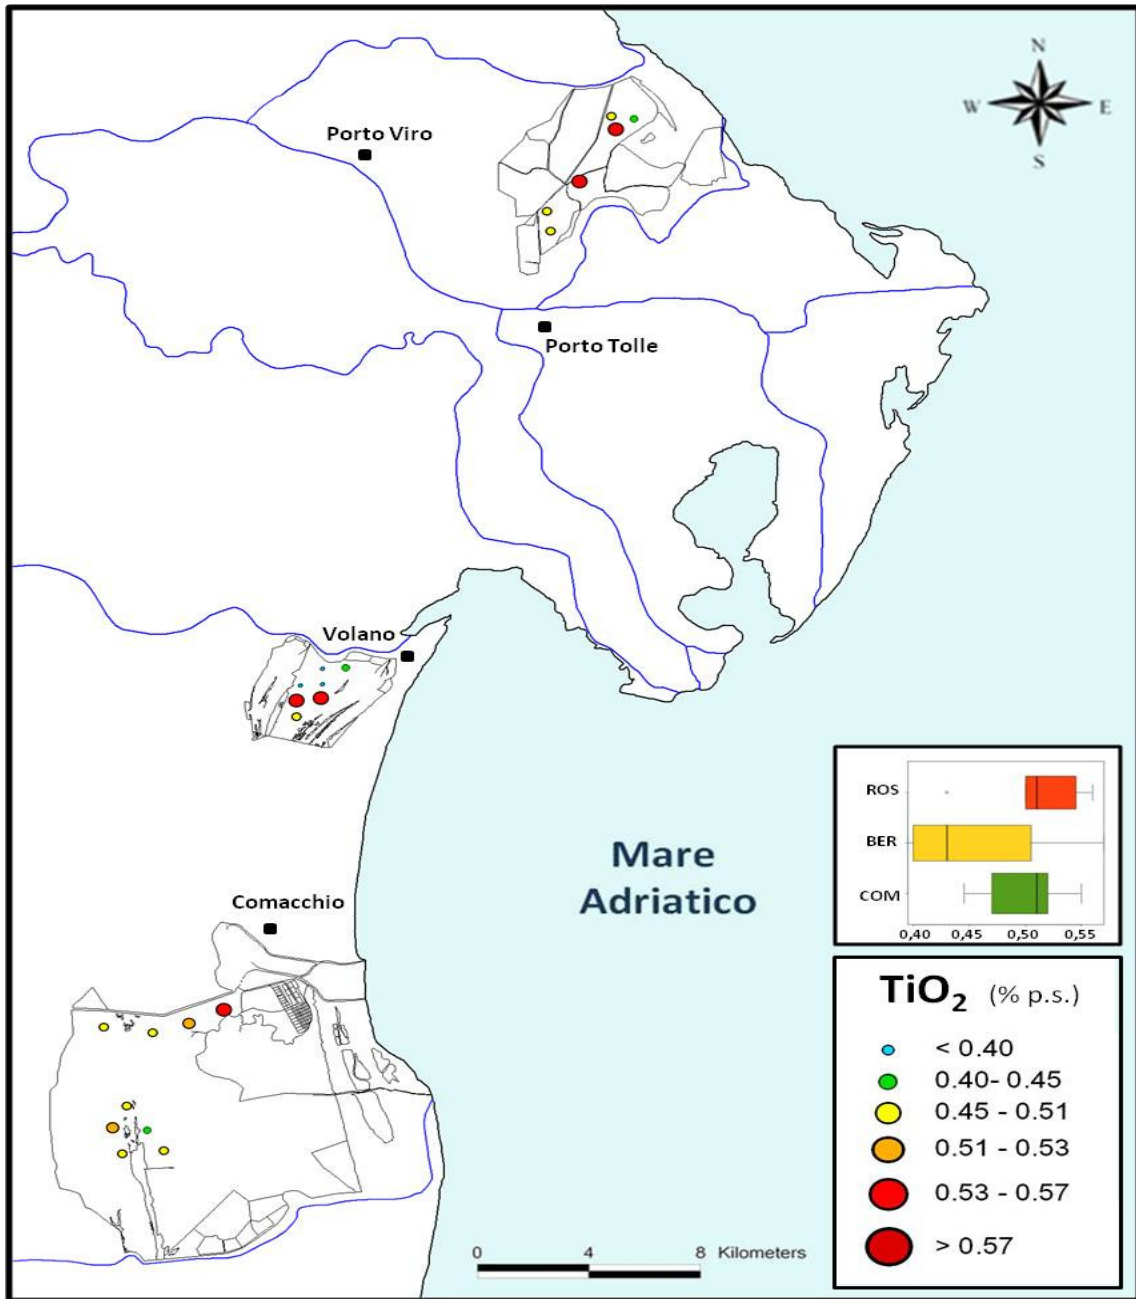 N
W E
S
Porto Viro
Porto Tolle
Volano
Comacchio
Mare
Adriatico
ROS
BER
COM
0,40 0,45 0,50 0,55
TiO₂ (% p.s.)
< 0.40
0.40- 0.45
0.45 - 0.51
0.51 - 0.53
0.53 - 0.57
> 0.57
0 4 8 Kilometers